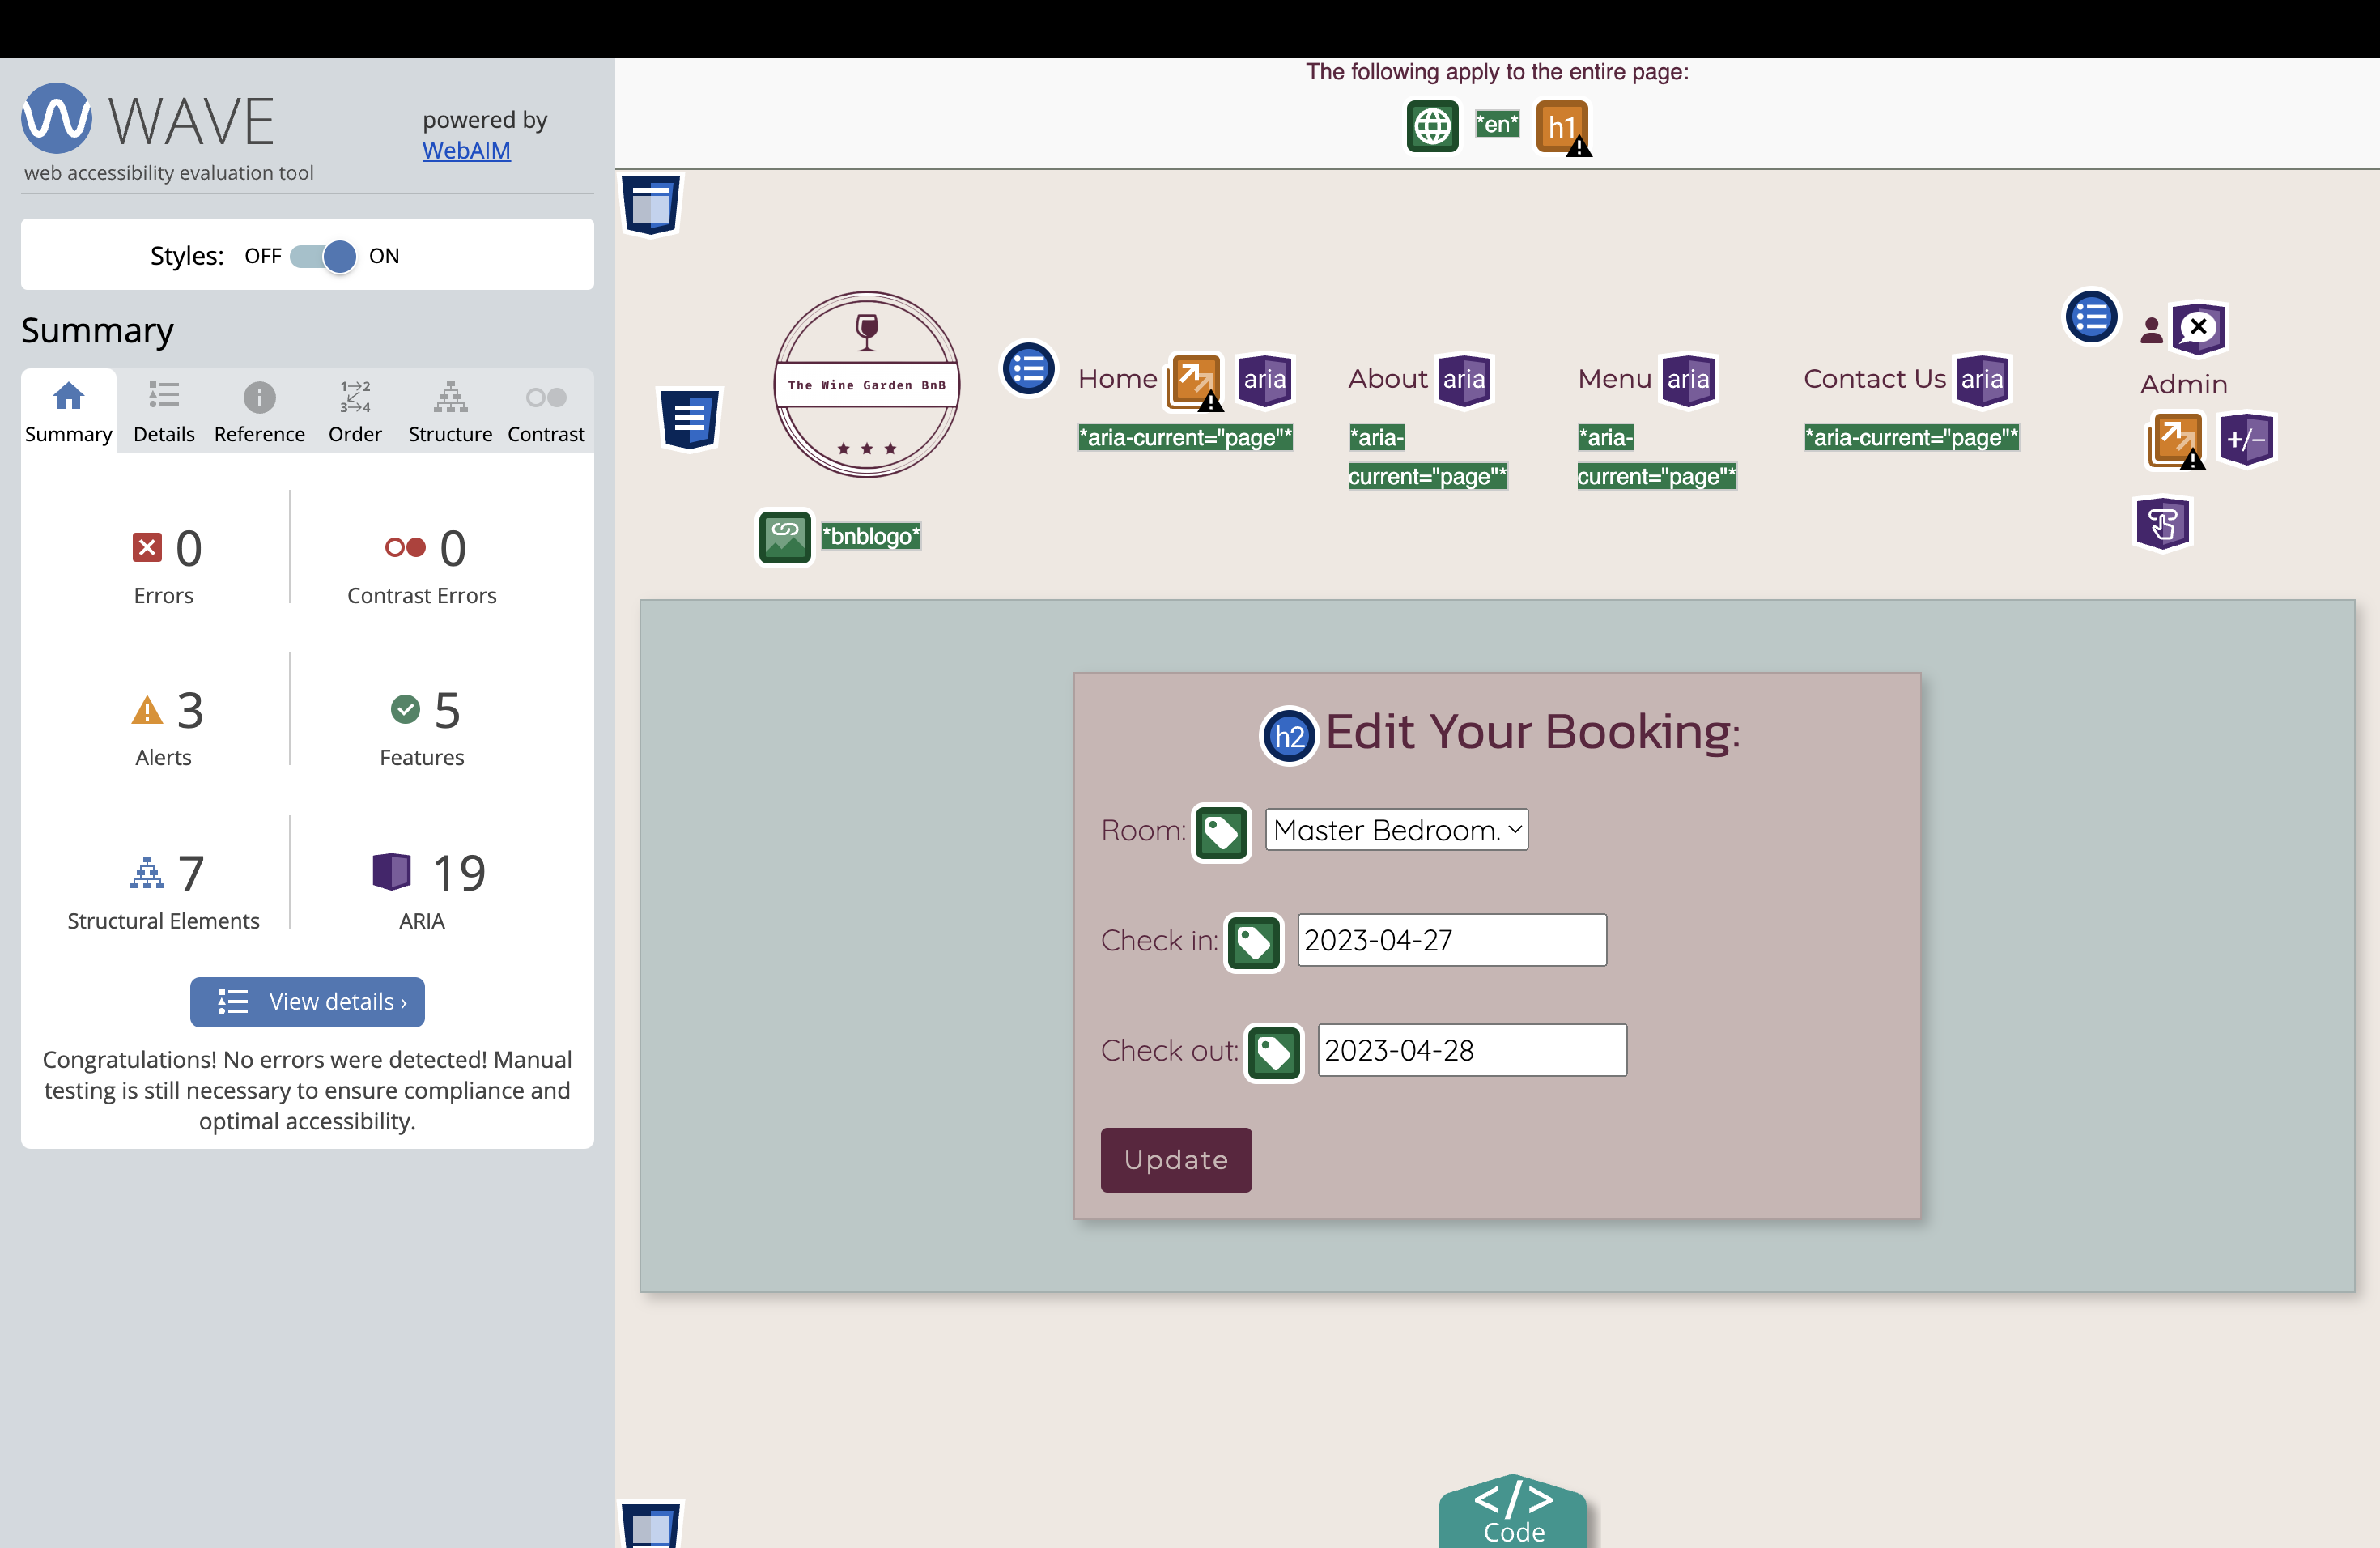 WAVE
powered by
WebAIM
web accessibility evaluation tool
Styles: OFF ON
Summary
Summary Details Reference Order Structure Contrast
0
Errors
0
Contrast Errors
3
Alerts
5
Features
7
Structural Elements
19
ARIA
View details ›
Congratulations! No errors were detected! Manual
testing is still necessary to ensure compliance and
optimal accessibility.
The following apply to the entire page:
*en* h1
The Wine Garden BnB
*bnblogo*
Home aria
*aria-current="page"*
About aria
*aria-
current="page"*
Menu aria
*aria-
current="page"*
Contact Us aria
*aria-current="page"*
Admin
+/−
h2 Edit Your Booking:
Room: Master Bedroom.
Check in: 2023-04-27
Check out: 2023-04-28
Update
</>
Code